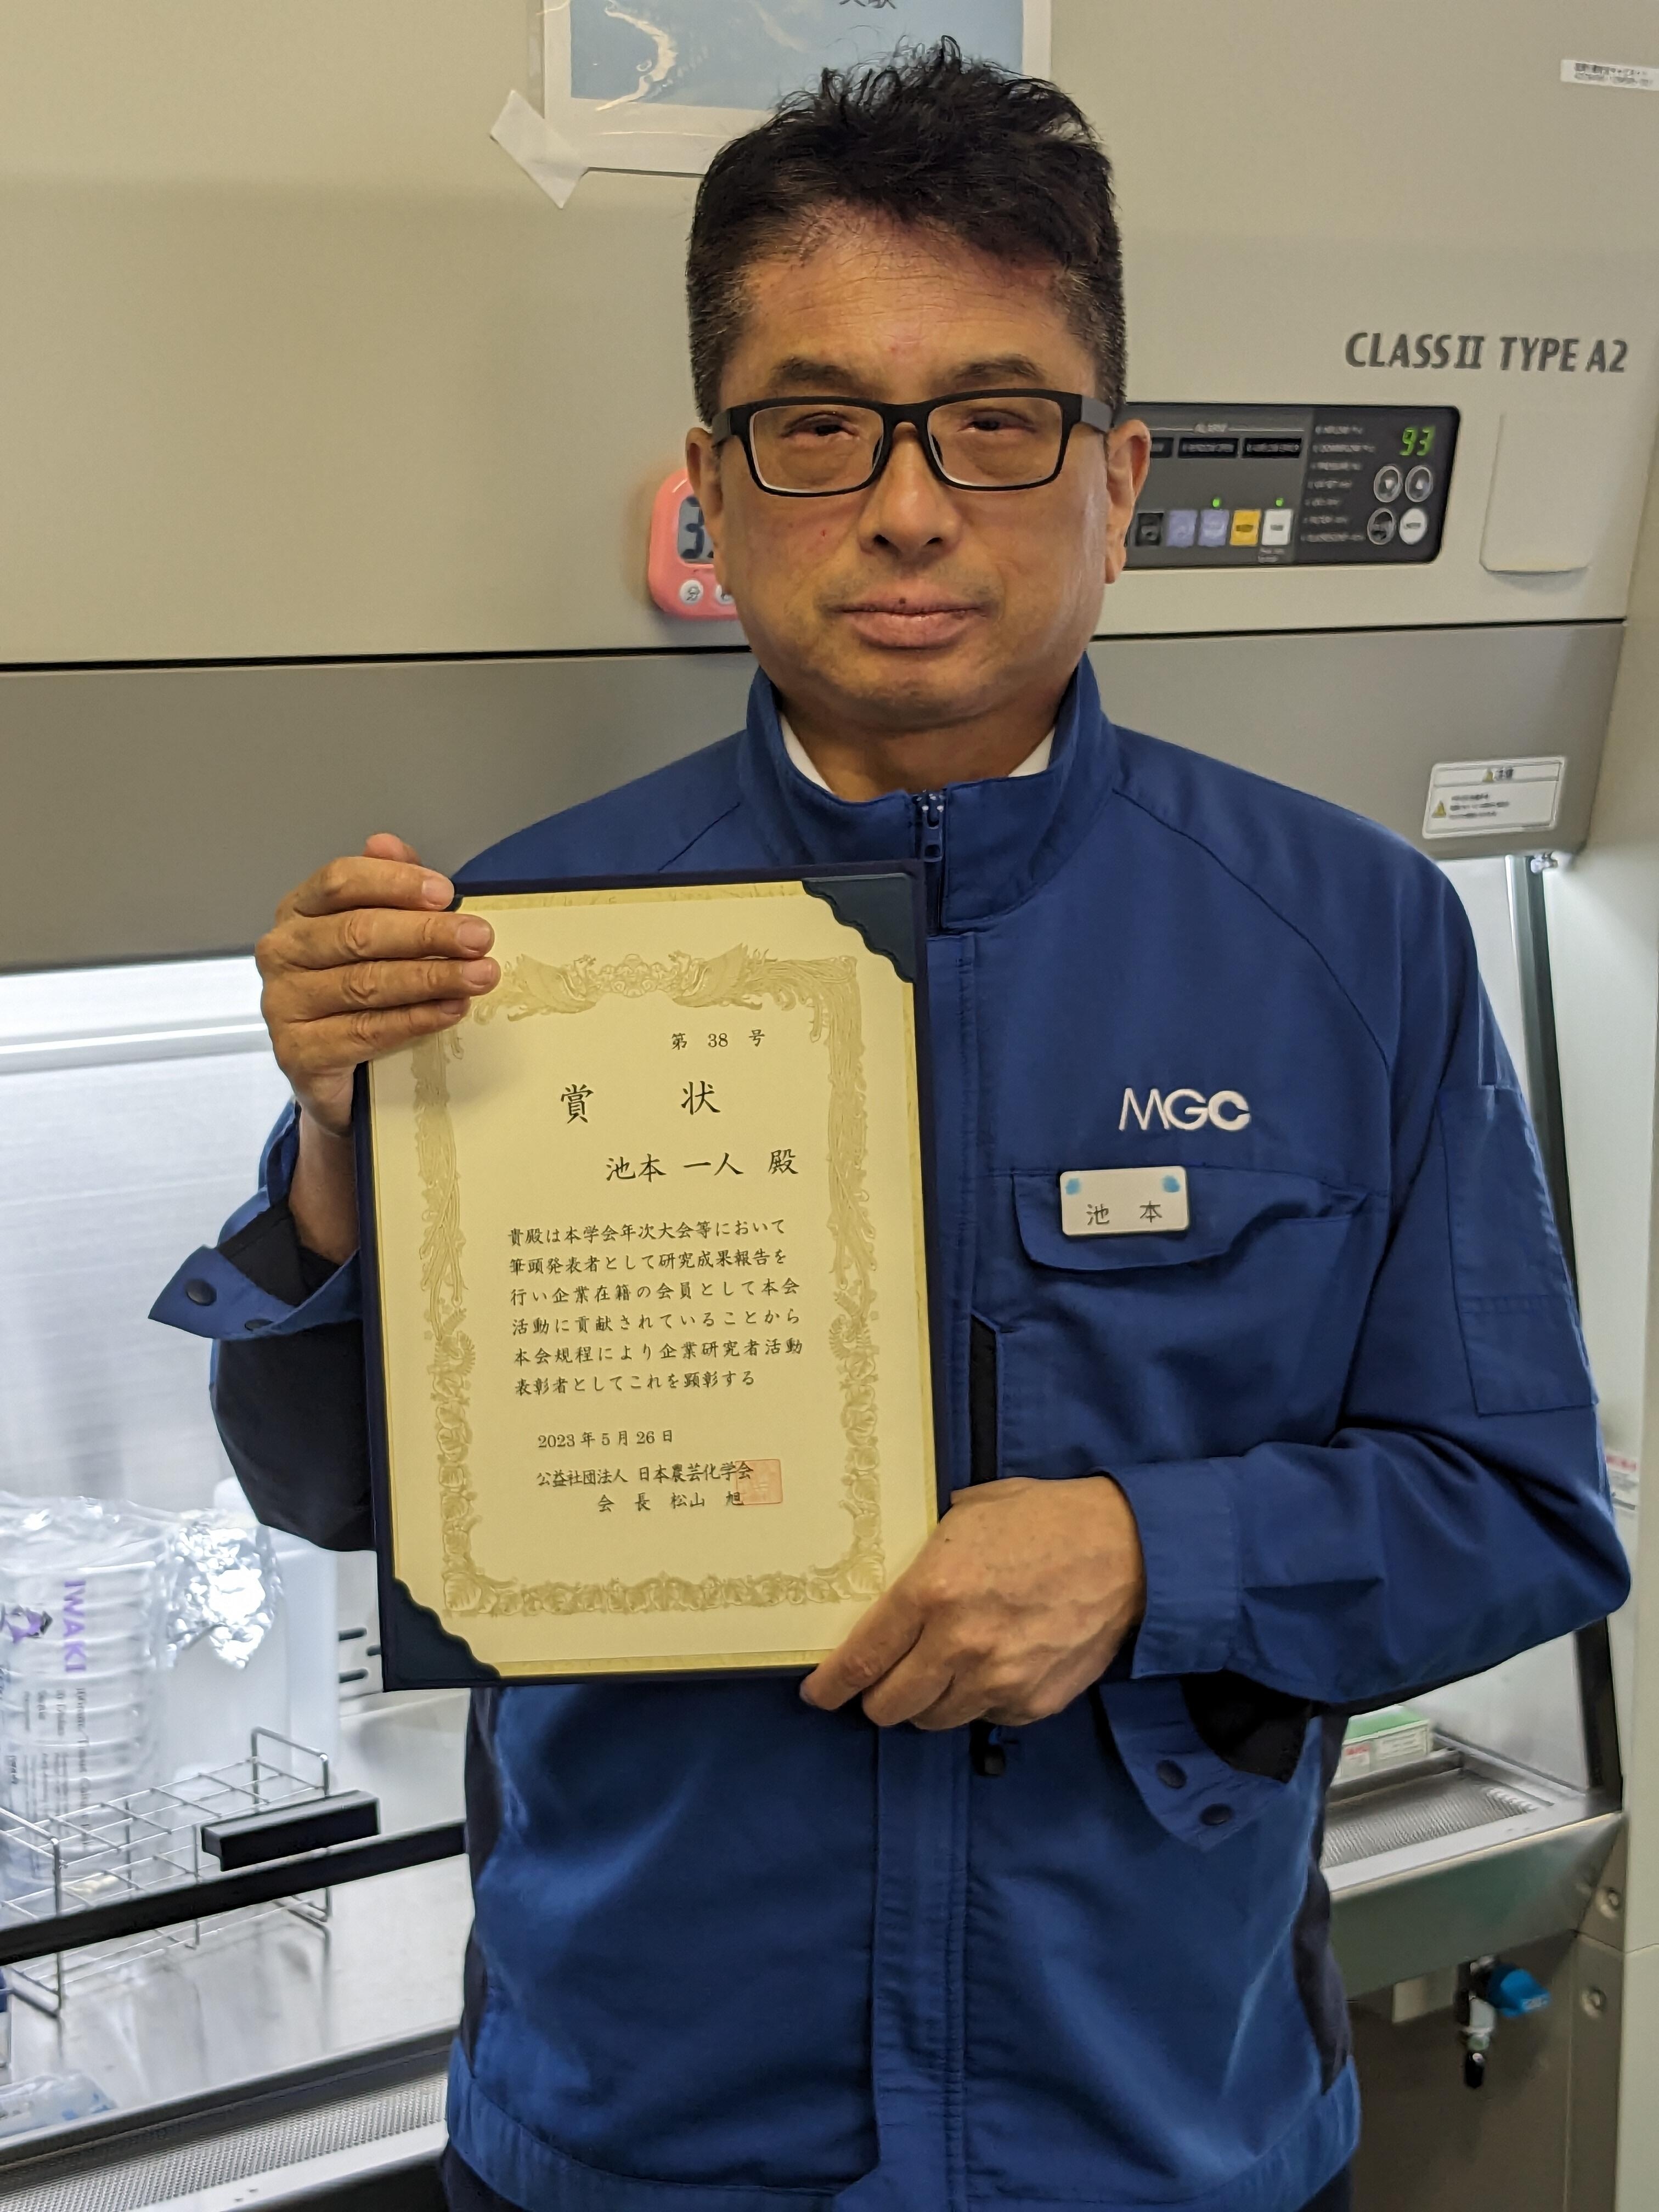 CLASSⅡ TYPE A2
93
注意
MGC
池本
第 38 号
賞 状
池本 一人 殿
貴殿は本学会年次大会等において
筆頭発表者として研究成果報告を
行い企業在籍の会員として本会
活動に貢献されていることから
本会規程により企業研究者活動
表彰者としてこれを顕彰する
2023年5月26日
公益社団法人 日本農芸化学会
会 長 松山 旭
IWAKI